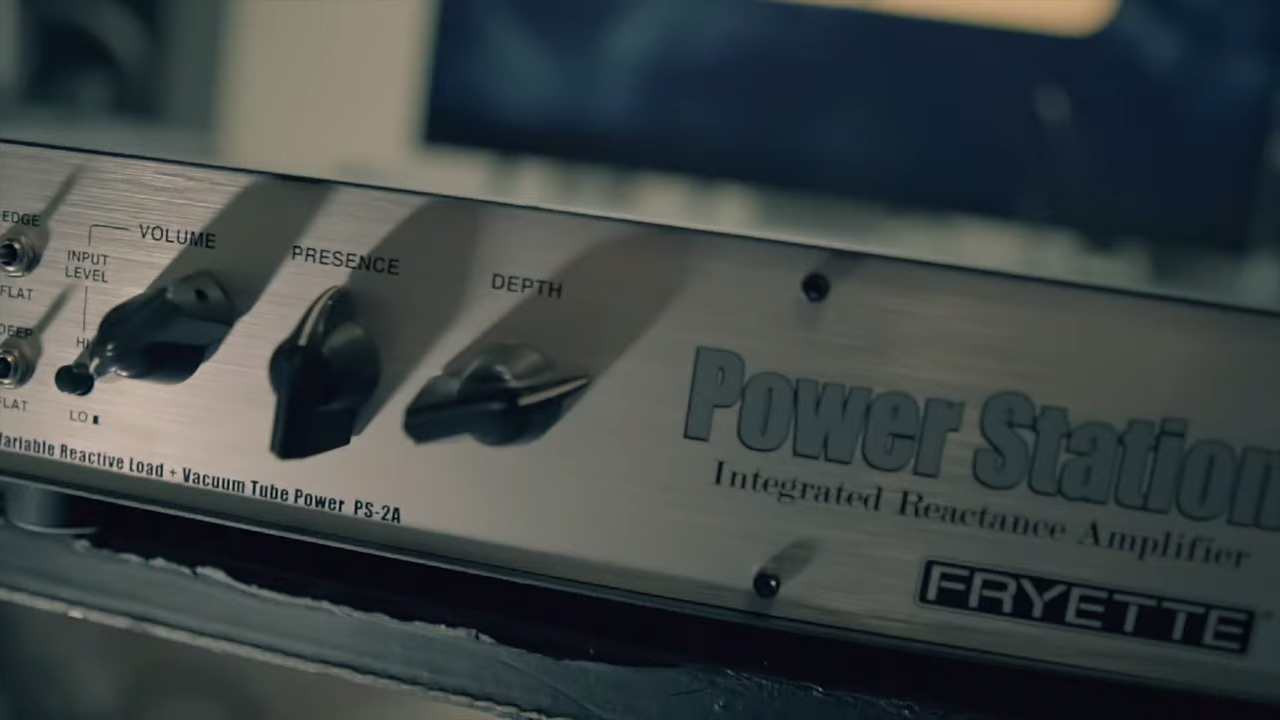 EDGE
FLAT
DEEP
FLAT
VOLUME
INPUT
LEVEL
HI
LO
PRESENCE
DEPTH
Variable Reactive Load + Vacuum Tube Power PS-2A
Power Station
Integrated Reactance Amplifier
FRYETTE